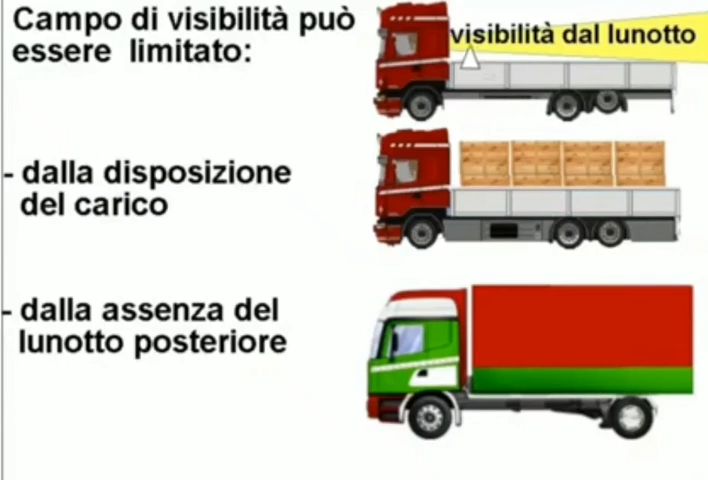 Campo di visibilità può
essere limitato:
visibilità dal lunotto
- dalla disposizione
del carico
- dalla assenza del
lunotto posteriore